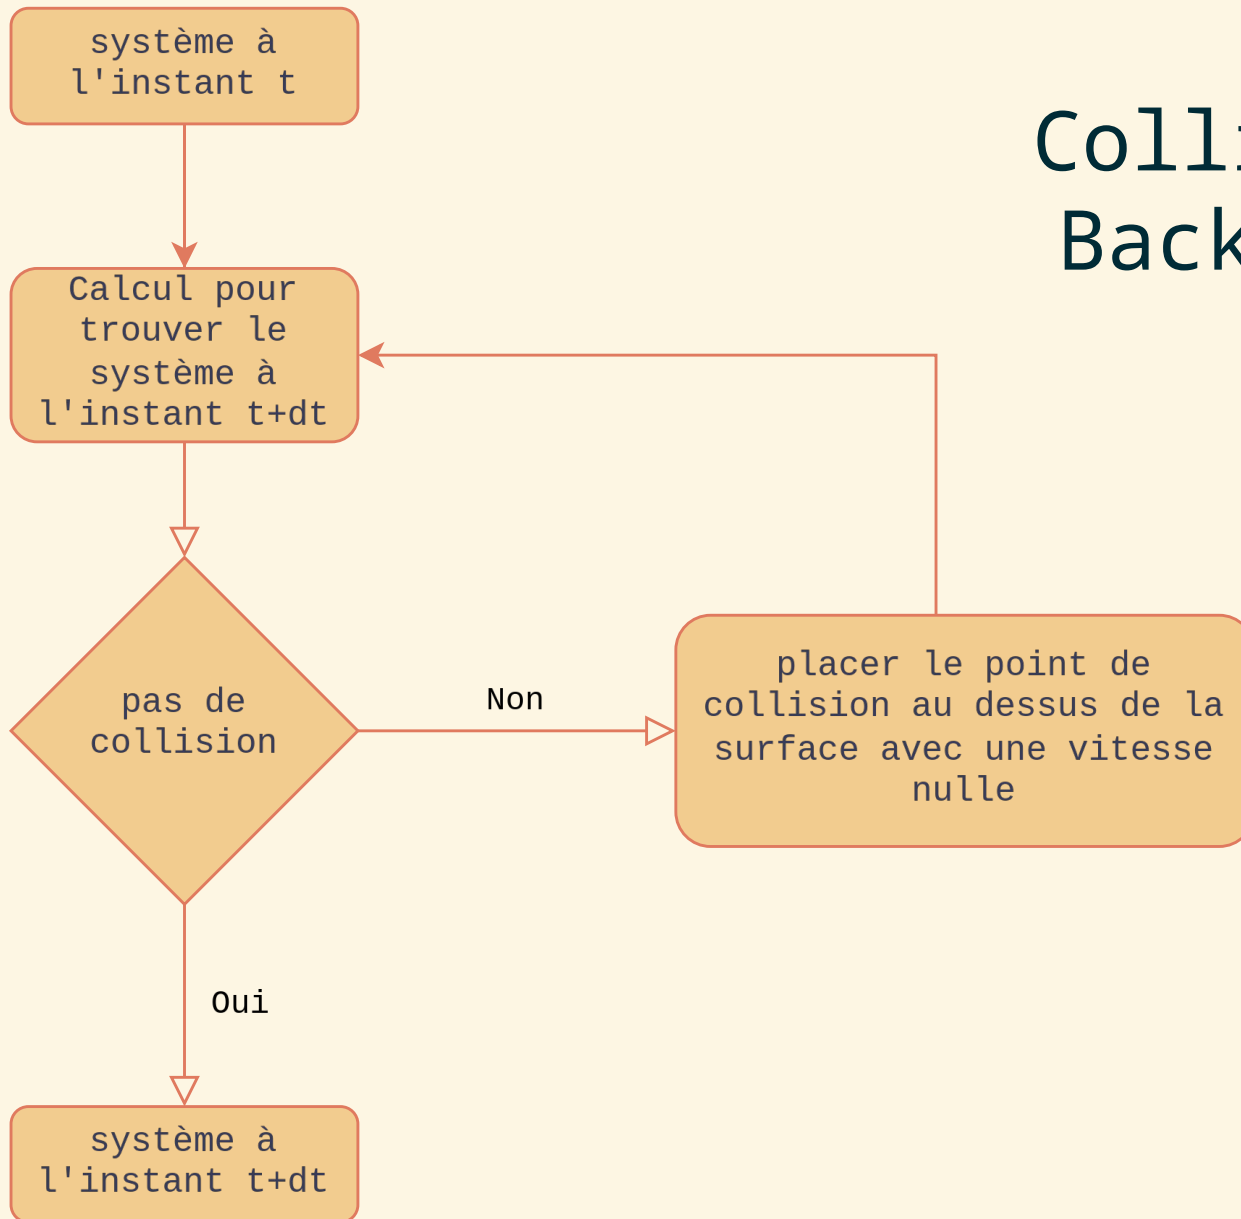 système à
l'instant t
Colli
Back
Calcul pour
trouver le
système à
l'instant t+dt
pas de
collision
Non
placer le point de
collision au dessus de la
surface avec une vitesse
nulle
Oui
système à
l'instant t+dt